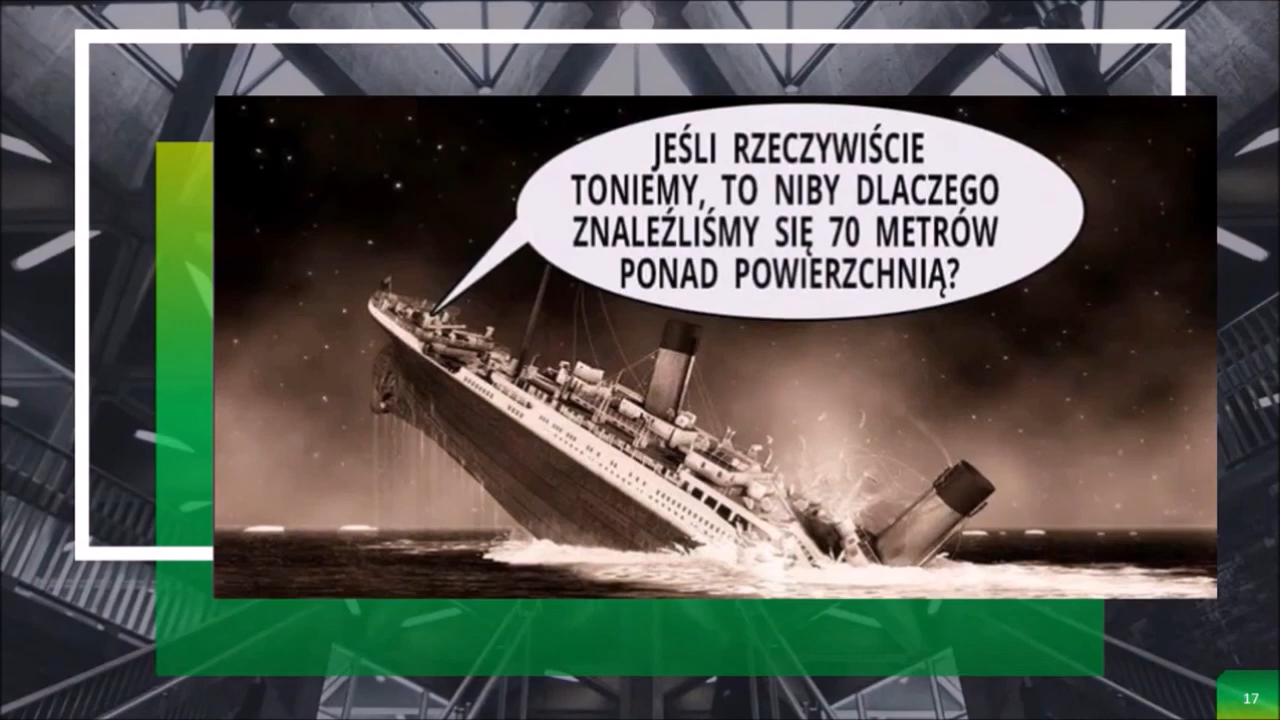 JEŚLI RZECZYWIŚCIE
TONIEMY, TO NIBY DLACZEGO
ZNALEŹLIŚMY SIĘ 70 METRÓW
PONAD POWIERZCHNIĄ?
17